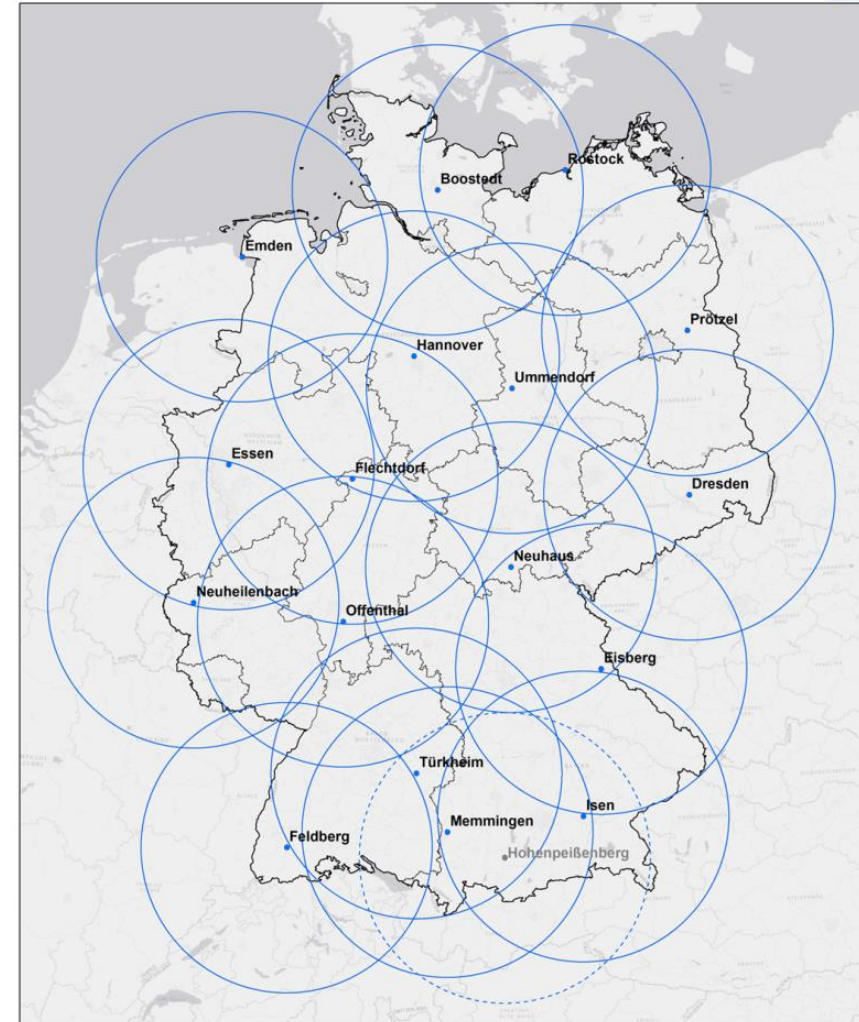 Rostock
Boostedt
Emden
Prötzel
Hannover
Ummendorf
Essen
Flechtdorf
Dresden
Neuhaus
Neuheilenbach
Offenthal
Eisberg
Türkheim
Isen
Memmingen
Feldberg
Hohenpeißenberg